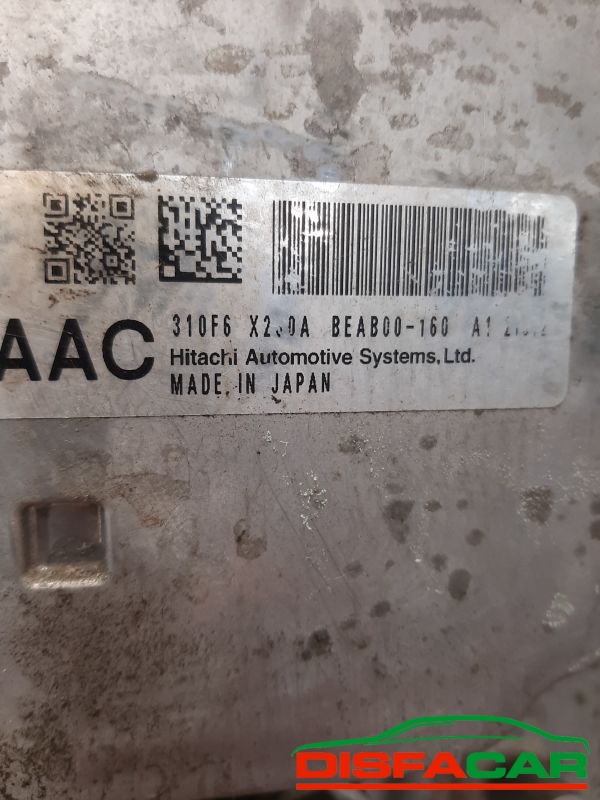 310F6 BEAB00-160 A1
AAC
Hitachi Automotive Systems, Ltd.
MADE IN JAPAN
DISFACAR